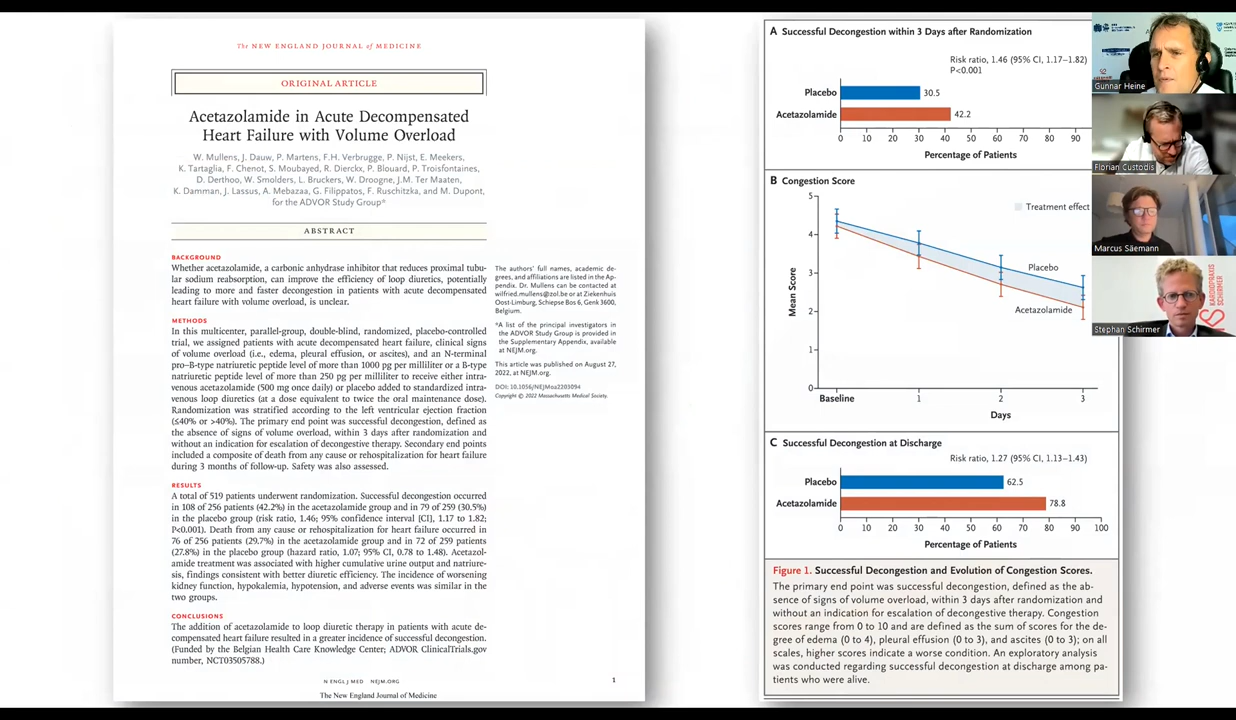 The NEW ENGLAND JOURNAL of MEDICINE
ORIGINAL ARTICLE
Acetazolamide in Acute Decompensated
Heart Failure with Volume Overload
W. Mullens, J. Dauw, P. Martens, F.H. Verbrugge, P. Nijst, E. Meekers,
K. Tartaglia, F. Chenot, S. Moubayed, R. Dierckx, P. Blouard, P. Troisfontaines,
D. Derthoo, W. Smolders, L. Bruckers, W. Droogne, J.M. Ter Maaten,
K. Damman, J. Lassus, A. Mebazaa, G. Filippatos, F. Ruschitzka, and M. Dupont,
for the ADVOR Study Group*
ABSTRACT
BACKGROUND
Whether acetazolamide, a carbonic anhydrase inhibitor that reduces proximal tubu-
lar sodium reabsorption, can improve the efficiency of loop diuretics, potentially
leading to more and faster decongestion in patients with acute decompensated
heart failure with volume overload, is unclear.
METHODS
In this multicenter, parallel-group, double-blind, randomized, placebo-controlled
trial, we assigned patients with acute decompensated heart failure, clinical signs
of volume overload (i.e., edema, pleural effusion, or ascites), and an N-terminal
pro–B-type natriuretic peptide level of more than 1000 pg per milliliter or a B-type
natriuretic peptide level of more than 250 pg per milliliter to receive either intra-
venous acetazolamide (500 mg once daily) or placebo added to standardized intra-
venous loop diuretics (at a dose equivalent to twice the oral maintenance dose).
Randomization was stratified according to the left ventricular ejection fraction
(≤40% or >40%). The primary end point was successful decongestion, defined as
the absence of signs of volume overload, within 3 days after randomization and
without an indication for escalation of decongestive therapy. Secondary end points
included a composite of death from any cause or rehospitalization for heart failure
during 3 months of follow-up. Safety was also assessed.
RESULTS
A total of 519 patients underwent randomization. Successful decongestion occurred
in 108 of 256 patients (42.2%) in the acetazolamide group and in 79 of 259 (30.5%)
in the placebo group (risk ratio, 1.46; 95% confidence interval [CI], 1.17 to 1.82;
P<0.001). Death from any cause or rehospitalization for heart failure occurred in
76 of 256 patients (29.7%) in the acetazolamide group and in 72 of 259 patients
(27.8%) in the placebo group (hazard ratio, 1.07; 95% CI, 0.78 to 1.48). Acetazol-
amide treatment was associated with higher cumulative urine output and natriure-
sis, findings consistent with better diuretic efficiency. The incidence of worsening
kidney function, hypokalemia, hypotension, and adverse events was similar in the
two groups.
CONCLUSIONS
The addition of acetazolamide to loop diuretic therapy in patients with acute de-
compensated heart failure resulted in a greater incidence of successful decongestion.
(Funded by the Belgian Health Care Knowledge Center; ADVOR ClinicalTrials.gov
number, NCT03505788.)
The authors' full names, academic de-
grees, and affiliations are listed in the Ap-
pendix. Dr. Mullens can be contacted at
wilfried.mullens@zol.be or at Ziekenhuis
Oost-Limburg, Schiepse Bos 6, Genk 3600,
Belgium.
*A list of the principal investigators in
the ADVOR Study Group is provided in
the Supplementary Appendix, available
at NEJM.org.
This article was published on August 27,
2022, at NEJM.org.
DOI: 10.1056/NEJMoa2203094
Copyright © 2022 Massachusetts Medical Society.
N ENGL J MED NEJM.ORG 1
The New England Journal of Medicine
A Successful Decongestion within 3 Days after Randomization
Risk ratio, 1.46 (95% CI, 1.17–1.82)
P<0.001
Placebo 30.5
Acetazolamide 42.2
0 10 20 30 40 50 60 70 80 90
Percentage of Patients
B Congestion Score
Treatment effect
Mean Score
5
4
3
2
1
0
Placebo
Acetazolamide
Baseline 1 2 3
Days
C Successful Decongestion at Discharge
Risk ratio, 1.27 (95% CI, 1.13–1.43)
Placebo 62.5
Acetazolamide 78.8
0 10 20 30 40 50 60 70 80 90 100
Percentage of Patients
Figure 1. Successful Decongestion and Evolution of Congestion Scores.
The primary end point was successful decongestion, defined as the ab-
sence of signs of volume overload, within 3 days after randomization and
without an indication for escalation of decongestive therapy. Congestion
scores range from 0 to 10 and are defined as the sum of scores for the de-
gree of edema (0 to 4), pleural effusion (0 to 3), and ascites (0 to 3); on all
scales, higher scores indicate a worse condition. An exploratory analysis
was conducted regarding successful decongestion at discharge among pa-
tients who were alive.
Gunnar Heine
Florian Custodis
Marcus Säemann
KARDIOPRAXIS
SCHIRMER
Stephan Schirmer